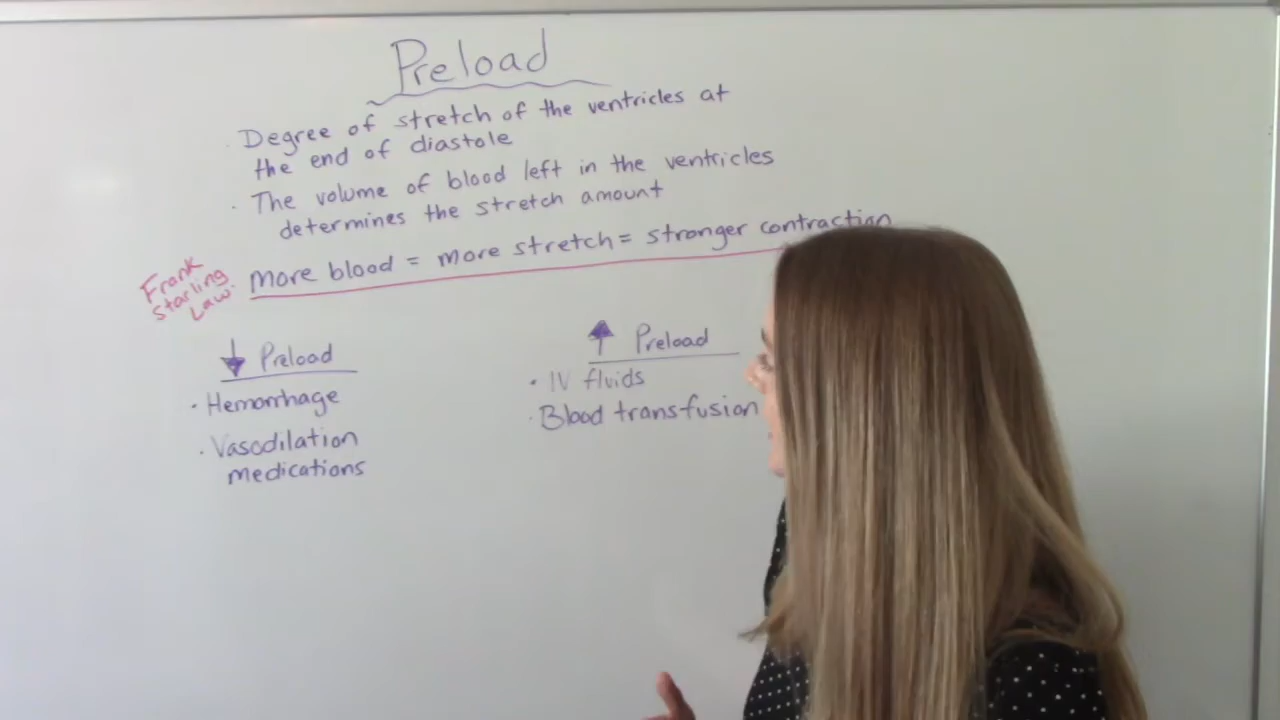 Preload
· Degree of stretch of the ventricles at
the end of diastole
· The volume of blood left in the ventricles
determines the stretch amount
Frank
Starling
Law:
more blood = more stretch = stronger contraction
↓ Preload
· Hemorrhage
· Vasodilation
medications
↑ Preload
· IV fluids
· Blood transfusion